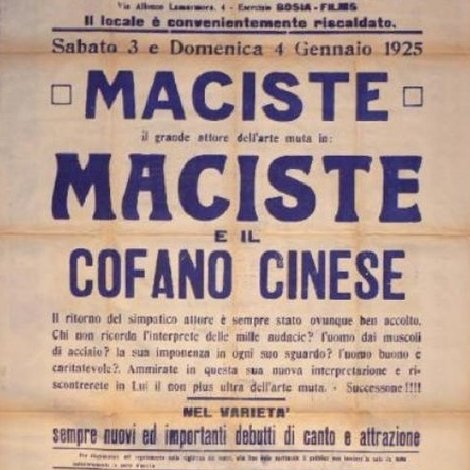 Via Alfonso Lamarmora, 4 - Esercizio BOSIA-FILMS
Il locale è convenientemente riscaldato.
Sabato 3 e Domenica 4 Gennaio 1925
MACISTE
il grande attore dell'arte muta in:
MACISTE
E IL
COFANO CINESE
Il ritorno del simpatico attore è sempre stato ovunque ben accolto.
Chi non ricorda l'interprete delle mille audacie? l'uomo dai muscoli
di acciaio? la sua imponenza in ogni suo sguardo? l'uomo buono e
caritatevole?. Ammirate in questa sua nuova interpretazione e ri-
scontrerete in Lui il non plus ultra dell'arte muta. - Successone!!!!
NEL VARIETA'
sempre nuovi ed importanti debutti di canto e attrazione